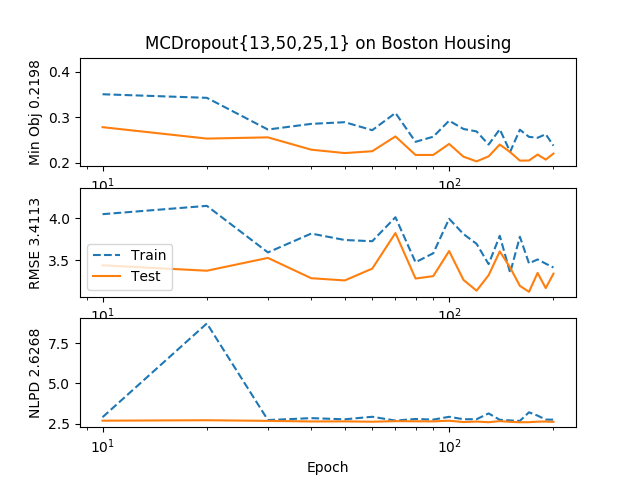 MCDropout{13,50,25,1} on Boston Housing
Min Obj 0.2198
0.4
0.3
0.2
10¹
10²
RMSE 3.4113
4.0
3.5
Train
Test
10¹
10²
NLPD 2.6268
7.5
5.0
2.5
10¹
10²
Epoch